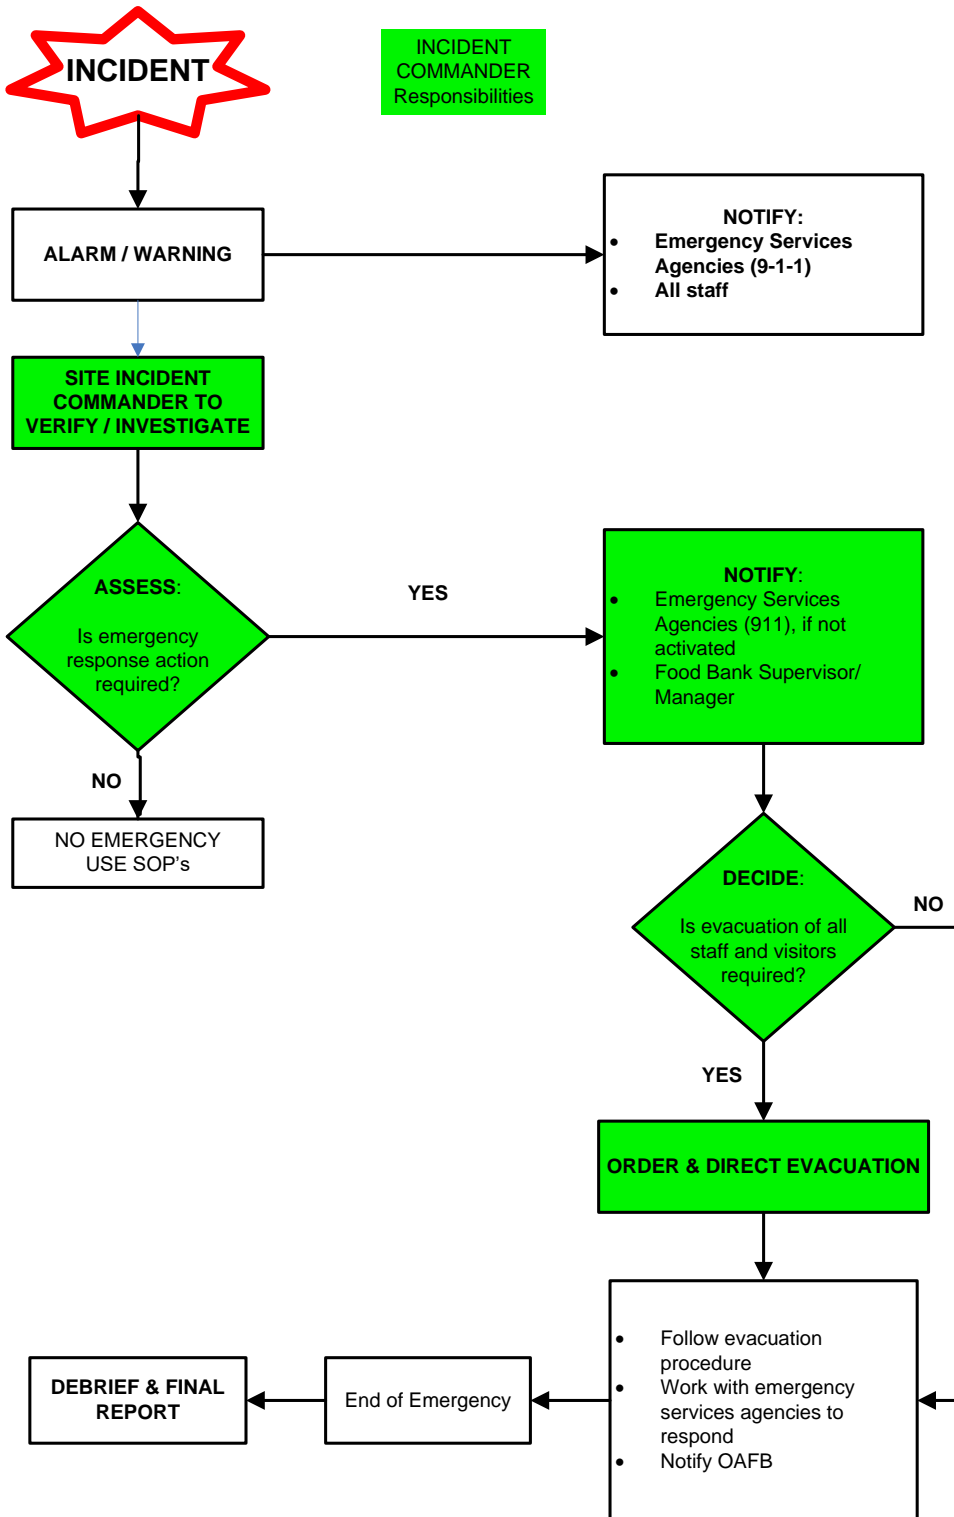 INCIDENT
INCIDENT
COMMANDER
Responsibilities
ALARM / WARNING
NOTIFY:
• Emergency Services
Agencies (9-1-1)
• All staff
SITE INCIDENT
COMMANDER TO
VERIFY / INVESTIGATE
ASSESS:
Is emergency
response action
required?
YES
NOTIFY:
• Emergency Services
Agencies (911), if not
activated
• Food Bank Supervisor/
Manager
NO
NO EMERGENCY
USE SOP's
DECIDE:
Is evacuation of all
staff and visitors
required?
NO
YES
ORDER & DIRECT EVACUATION
• Follow evacuation
procedure
• Work with emergency
services agencies to
respond
• Notify OAFB
End of Emergency
DEBRIEF & FINAL
REPORT